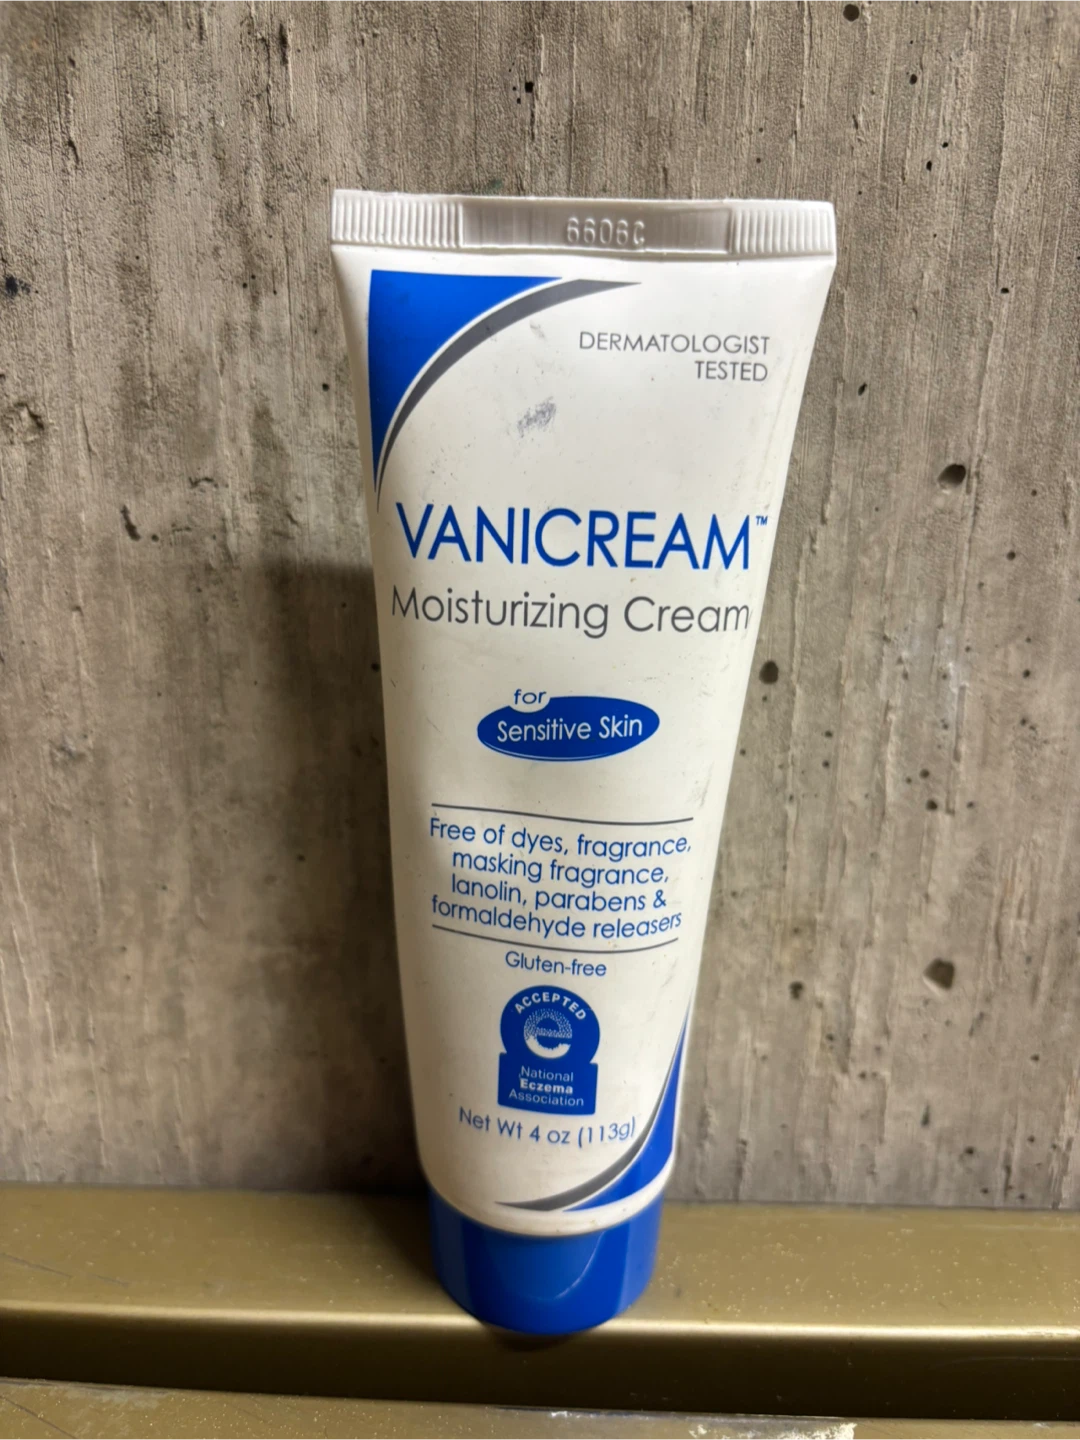 DERMATOLOGIST
TESTED
VANICREAM™
Moisturizing Cream
for
Sensitive Skin
Free of dyes, fragrance,
masking fragrance,
lanolin, parabens &
formaldehyde releasers
Gluten-free
ACCEPTED
National
Eczema
Association
Net Wt 4 oz (113g)